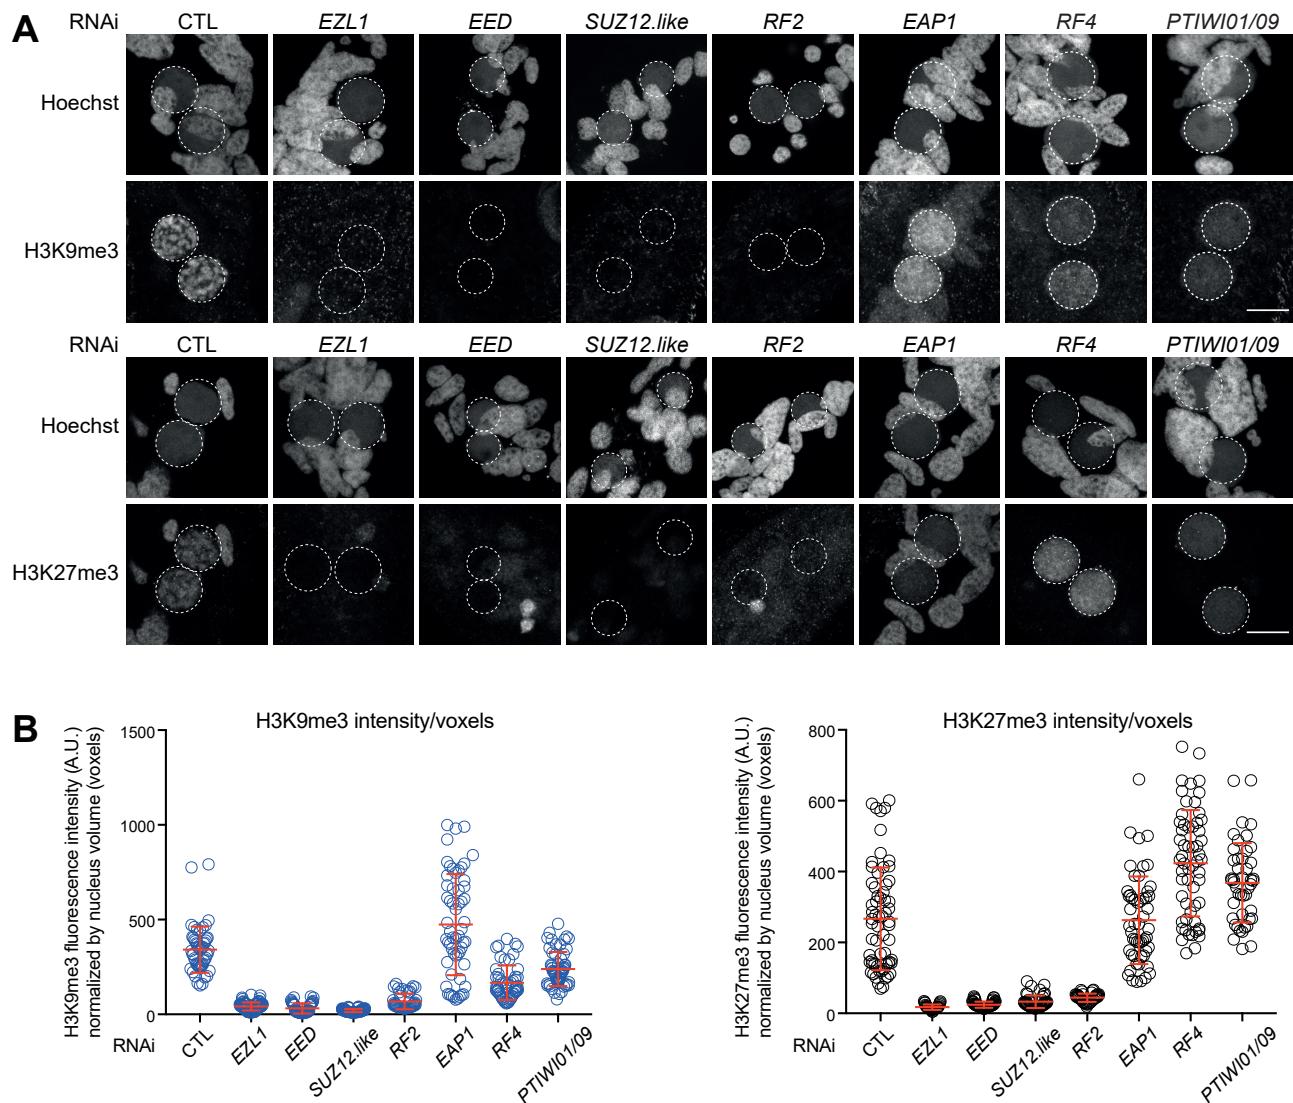 A
RNAi CTL EZL1 EED SUZ12.like RF2 EAP1 RF4 PTIWI01/09
Hoechst
H3K9me3
RNAi CTL EZL1 EED SUZ12.like RF2 EAP1 RF4 PTIWI01/09
Hoechst
H3K27me3
B
H3K9me3 intensity/voxels
H3K9me3 fluorescence intensity (A.U.)
normalized by nucleus volume (voxels)
1500
1000
500
0
RNAi CTL EZL1 EED SUZ12.like RF2 EAP1 RF4 PTIWI01/09
H3K27me3 intensity/voxels
H3K27me3 fluorescence intensity (A.U.)
normalized by nucleus volume (voxels)
800
600
400
200
0
RNAi CTL EZL1 EED SUZ12.like RF2 EAP1 RF4 PTIWI01/09